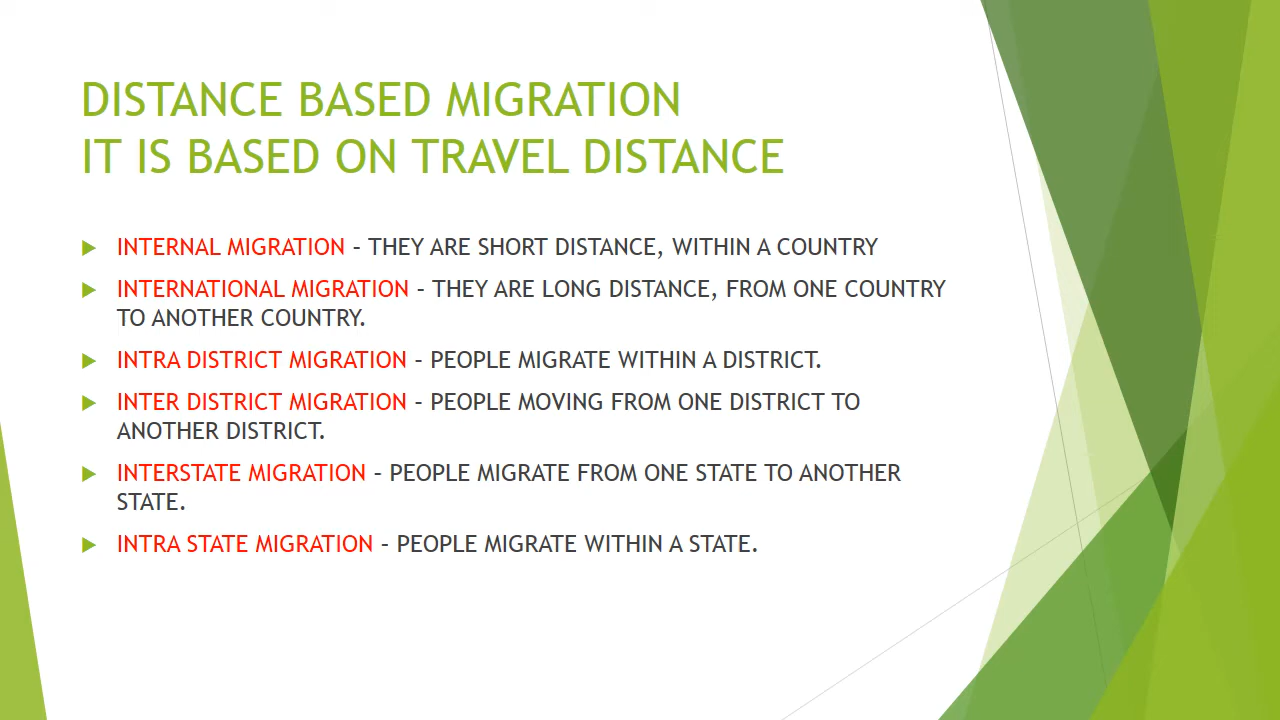 DISTANCE BASED MIGRATION
IT IS BASED ON TRAVEL DISTANCE
INTERNAL MIGRATION - THEY ARE SHORT DISTANCE, WITHIN A COUNTRY
INTERNATIONAL MIGRATION - THEY ARE LONG DISTANCE, FROM ONE COUNTRY
TO ANOTHER COUNTRY.
INTRA DISTRICT MIGRATION - PEOPLE MIGRATE WITHIN A DISTRICT.
INTER DISTRICT MIGRATION - PEOPLE MOVING FROM ONE DISTRICT TO
ANOTHER DISTRICT.
INTERSTATE MIGRATION - PEOPLE MIGRATE FROM ONE STATE TO ANOTHER
STATE.
INTRA STATE MIGRATION - PEOPLE MIGRATE WITHIN A STATE.